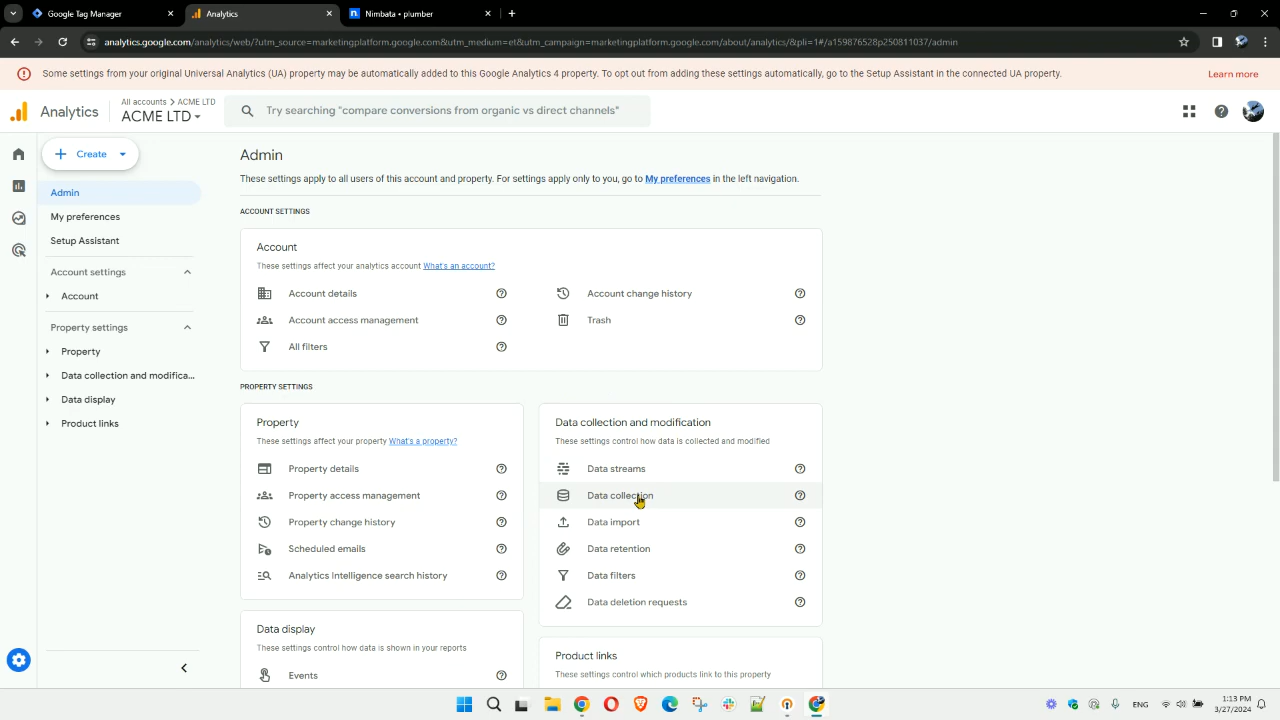 Google Tag Manager
Analytics
Nimbata • plumber
analytics.google.com/analytics/web/?utm_source=marketingplatform.google.com&utm_medium=et&utm_campaign=marketingplatform.google.com/about/analytics/&pli=1#/a159876528p250811037/admin
Some settings from your original Universal Analytics (UA) property may be automatically added to this Google Analytics 4 property. To opt out from adding these settings automatically, go to the Setup Assistant in the connected UA property.
Learn more
Analytics
All accounts > ACME LTD
ACME LTD
Try searching "compare conversions from organic vs direct channels"
Create
Admin
My preferences
Setup Assistant
Account settings
Account
Property settings
Property
Data collection and modifica...
Data display
Product links
Admin
These settings apply to all users of this account and property. For settings apply only to you, go to My preferences in the left navigation.
ACCOUNT SETTINGS
Account
These settings affect your analytics account What's an account?
Account details
Account change history
Account access management
Trash
All filters
PROPERTY SETTINGS
Property
These settings affect your property What's a property?
Property details
Property access management
Property change history
Scheduled emails
Analytics Intelligence search history
Data collection and modification
These settings control how data is collected and modified
Data streams
Data collection
Data import
Data retention
Data filters
Data deletion requests
Data display
These settings control how data is shown in your reports
Events
Product links
These settings control which products link to this property
ENG
1:13 PM
3/27/2024